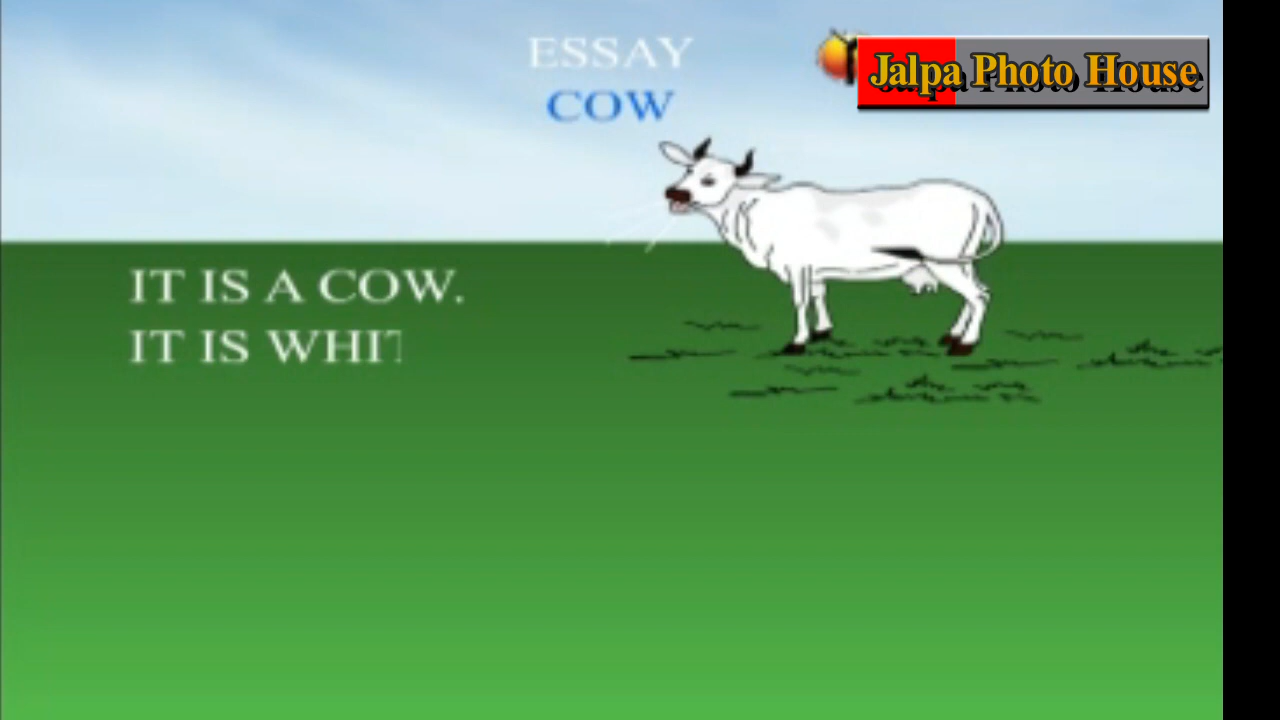 ESSAY
COW
Jalpa Photo House
IT IS A COW.
IT IS WHIT